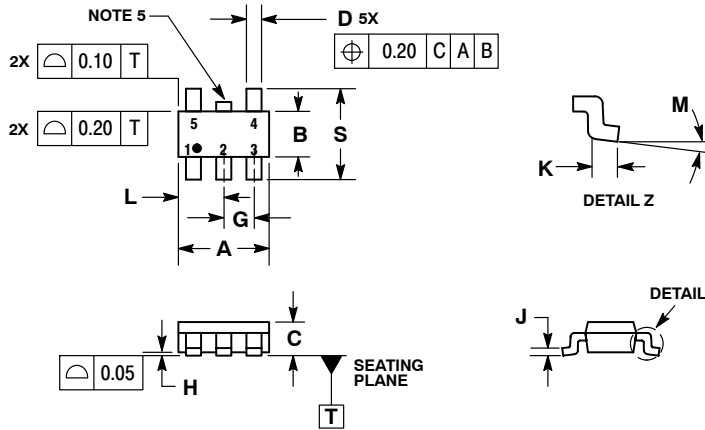 NOTE 5
D 5X
⌖ 0.20 C A B
2X ⌓ 0.10 T
2X ⌓ 0.20 T
5 4
1 2 3
B
S
L
G
A
M
K
DETAIL Z
C
⌓ 0.05
H
SEATING
PLANE
T
J
DETAIL